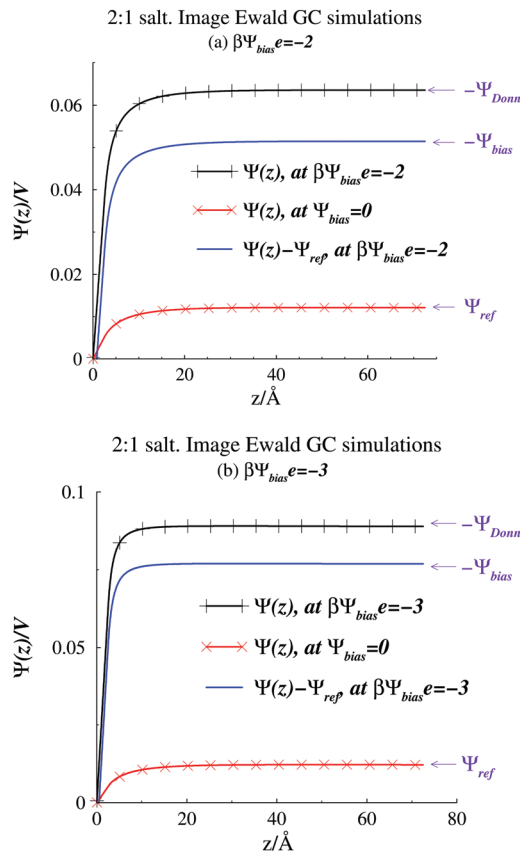 2:1 salt. Image Ewald GC simulations
(a) βΨbiase=−2
Ψ(z)/V
0.06
0.04
0.02
0
←−ΨDonn
←−Ψbias
Ψ(z), at βΨbiase=−2
Ψ(z), at Ψbias=0
Ψ(z)−Ψref, at βΨbiase=−2
← Ψref
0 20 40 60
z/Å
2:1 salt. Image Ewald GC simulations
(b) βΨbiase=−3
Ψ(z)/V
0.1
0.05
0
← −ΨDonn
← −Ψbias
Ψ(z), at βΨbiase=−3
Ψ(z), at Ψbias=0
Ψ(z)−Ψref, at βΨbiase=−3
← Ψref
0 20 40 60 80
z/Å